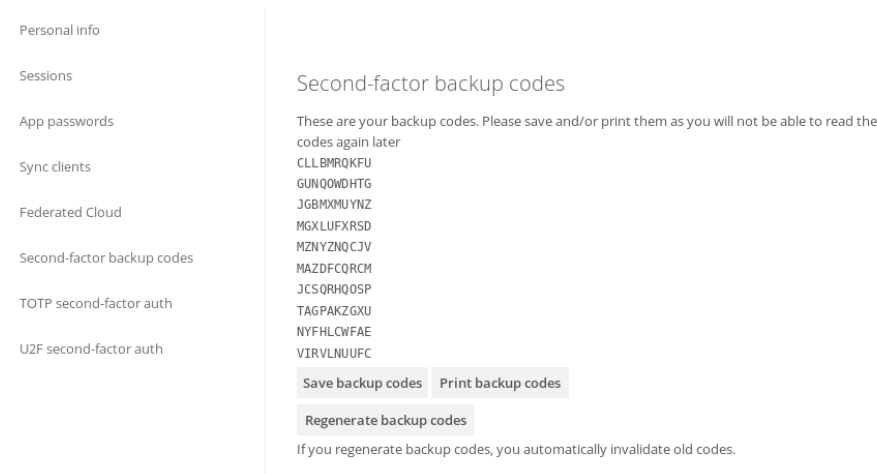 Personal info
Sessions
App passwords
Sync clients
Federated Cloud
Second-factor backup codes
TOTP second-factor auth
U2F second-factor auth
Second-factor backup codes
These are your backup codes. Please save and/or print them as you will not be able to read the
codes again later
CLLBMRQKFU
GUNQOWDHTG
JGBMXMUYNZ
MGXLUFXRSD
MZNYZNQCJV
MAZDFCQRCM
JCSQRHQOSP
TAGPAKZGXU
NYFHLCWFAE
VIRVLNUUFC
Save backup codes
Print backup codes
Regenerate backup codes
If you regenerate backup codes, you automatically invalidate old codes.